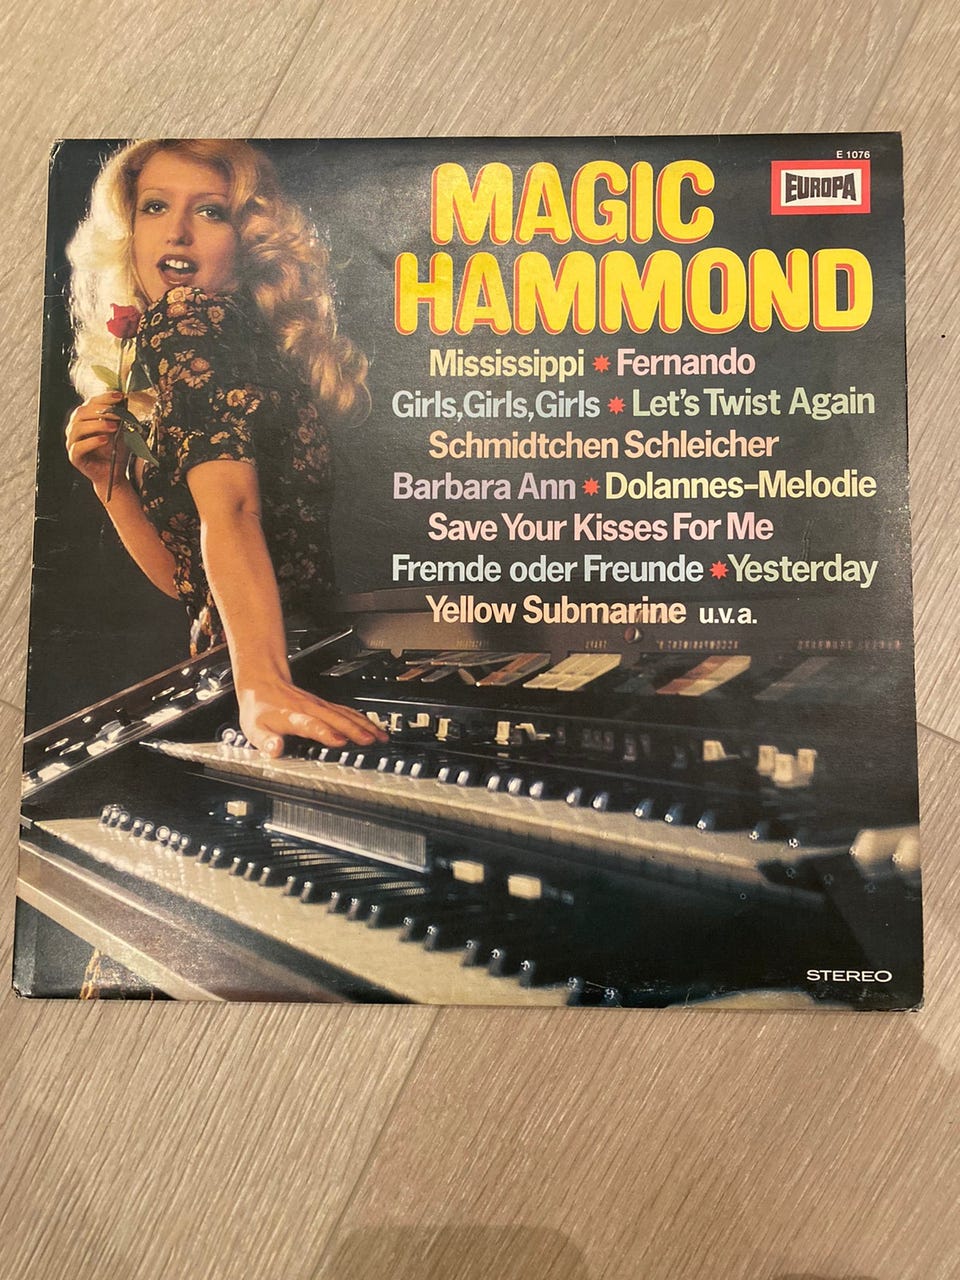 E 1076
EUROPA
MAGIC
HAMMOND
Mississippi * Fernando
Girls,Girls,Girls * Let's Twist Again
Schmidtchen Schleicher
Barbara Ann * Dolannes-Melodie
Save Your Kisses For Me
Fremde oder Freunde * Yesterday
Yellow Submarine u.v.a.
STEREO